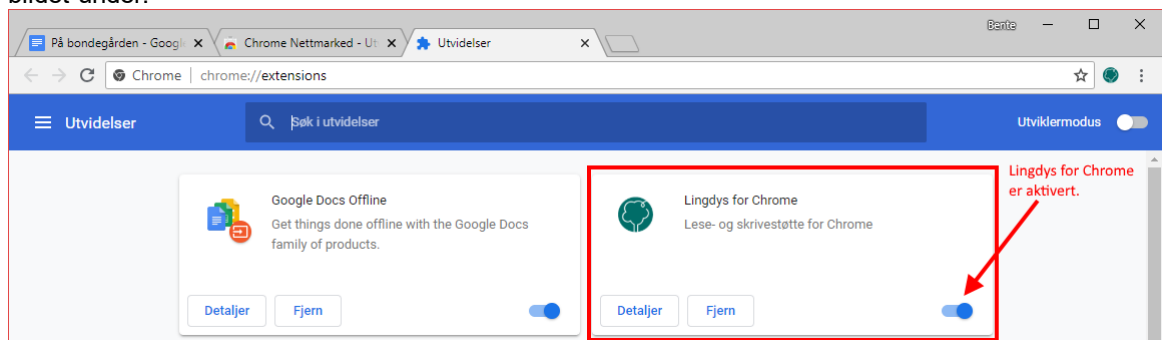 bildet under:
På bondegården - Googl
Chrome Nettmarked - Ut
Utvidelser
Bente
Chrome | chrome://extensions
Utvidelser
Søk i utvidelser
Utviklermodus
Lingdys for Chrome
er aktivert.
Google Docs Offline
Get things done offline with the Google Docs
family of products.
Detaljer
Fjern
Lingdys for Chrome
Lese- og skrivestøtte for Chrome
Detaljer
Fjern